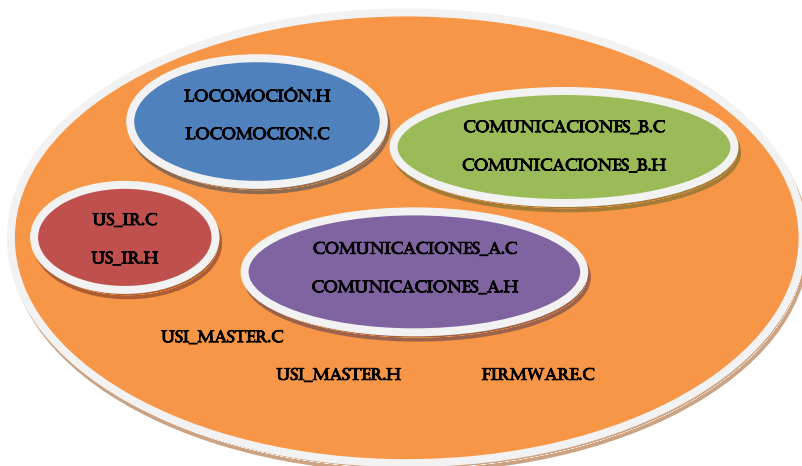 LOCOMOCIÓN.H
LOCOMOCION.C
COMUNICACIONES_B.C
COMUNICACIONES_B.H
US_IR.C
US_IR.H
COMUNICACIONES_A.C
COMUNICACIONES_A.H
USI_MASTER.C
USI_MASTER.H
FIRMWARE.C